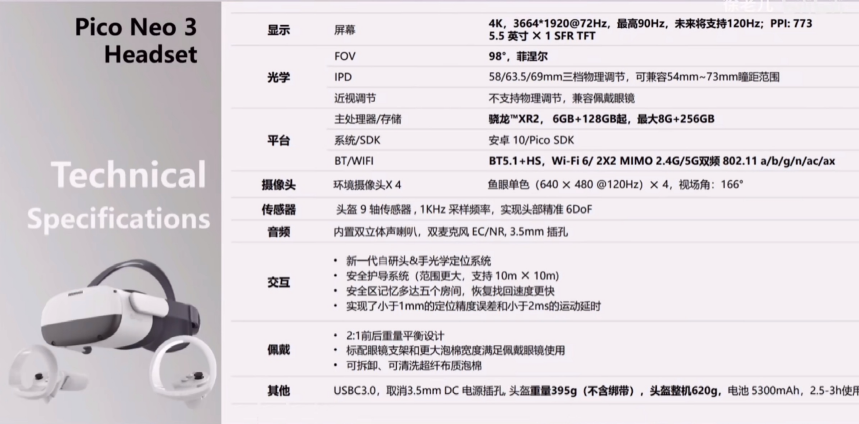 Pico Neo 3
Headset
Technical
Specifications
显示 屏幕 4K，3664*1920@72Hz，最高90Hz，未来将支持120Hz；PPI: 773
5.5 英寸 × 1 SFR TFT
光学 FOV 98°，菲涅尔
IPD 58/63.5/69mm三档物理调节，可兼容54mm~73mm瞳距范围
近视调节 不支持物理调节，兼容佩戴眼镜
平台 主处理器/存储 骁龙™XR2， 6GB+128GB起，最大8G+256GB
系统/SDK 安卓 10/Pico SDK
BT/WIFI BT5.1+HS，Wi-Fi 6/ 2X2 MIMO 2.4G/5G双频 802.11 a/b/g/n/ac/ax
摄像头 环境摄像头X 4 鱼眼单色（640 × 480 @120Hz）× 4，视场角：166°
传感器 头盔 9 轴传感器 , 1KHz 采样频率，实现头部精准 6DoF
音频 内置双立体声喇叭，双麦克风 EC/NR, 3.5mm 插孔
交互
• 新一代自研头&手光学定位系统
• 安全护导系统（范围更大，支持 10m × 10m)
• 安全区记忆多达五个房间，恢复找回速度更快
• 实现了小于1mm的定位精度误差和小于2ms的运动延时
佩戴
• 2:1前后重量平衡设计
• 标配眼镜支架和更大泡棉宽度满足佩戴眼镜使用
• 可拆卸、可清洗超纤布质泡棉
其他 USBC3.0，取消3.5mm DC 电源插孔, 头盔重量395g（不含绑带），头盔整机620g，电池 5300mAh，2.5-3h使用